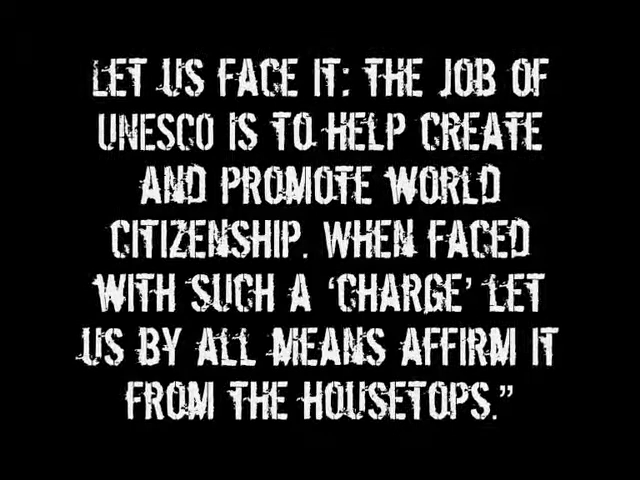 LET US FACE IT: THE JOB OF
UNESCO IS TO HELP CREATE
AND PROMOTE WORLD
CITIZENSHIP. WHEN FACED
WITH SUCH A ‘CHARGE’ LET
US BY ALL MEANS AFFIRM IT
FROM THE HOUSETOPS.”